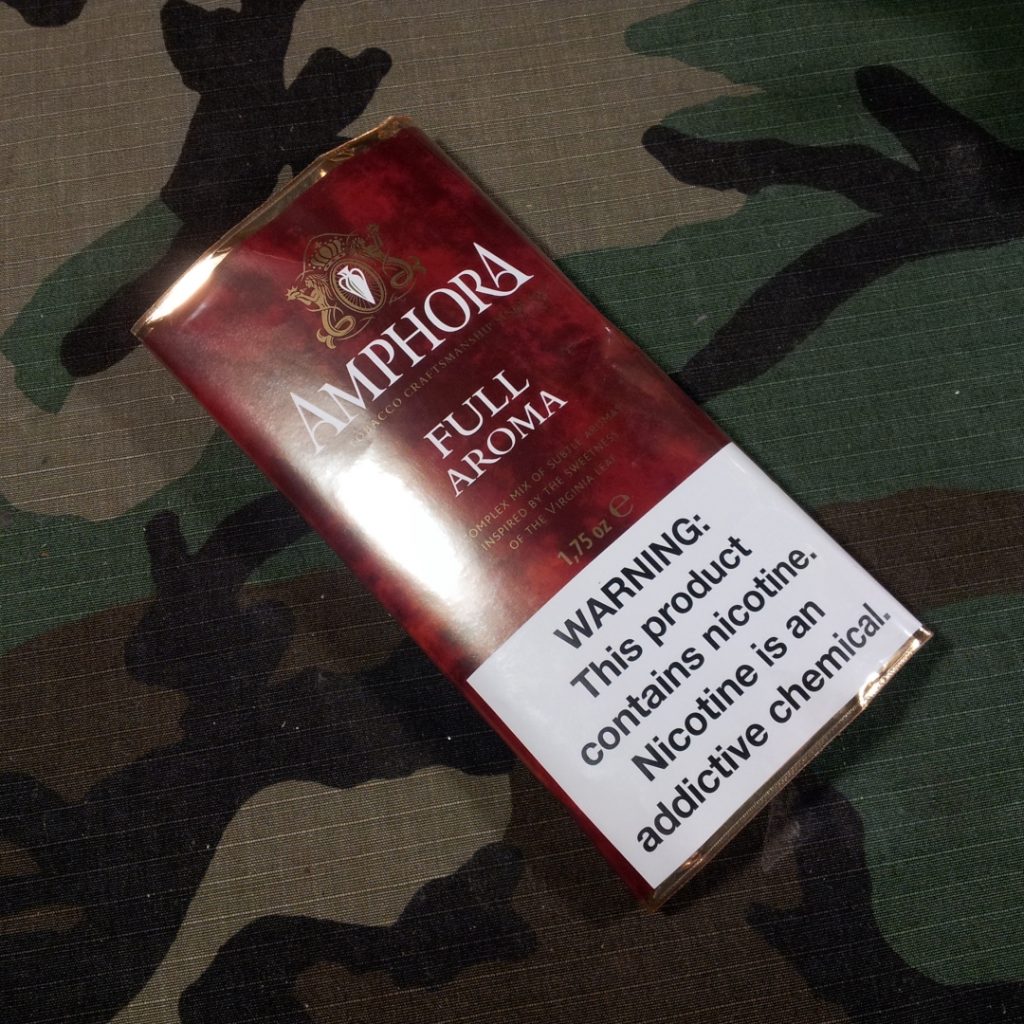 AMPHORA
TOBACCO CRAFTSMANSHIP
FULL
AROMA
COMPLEX MIX OF SUBTLE AROMAS
INSPIRED BY THE SWEETNESS
OF THE VIRGINIA LEAF
1,75 oz ℮
WARNING:
This product
contains nicotine.
Nicotine is an
addictive chemical.